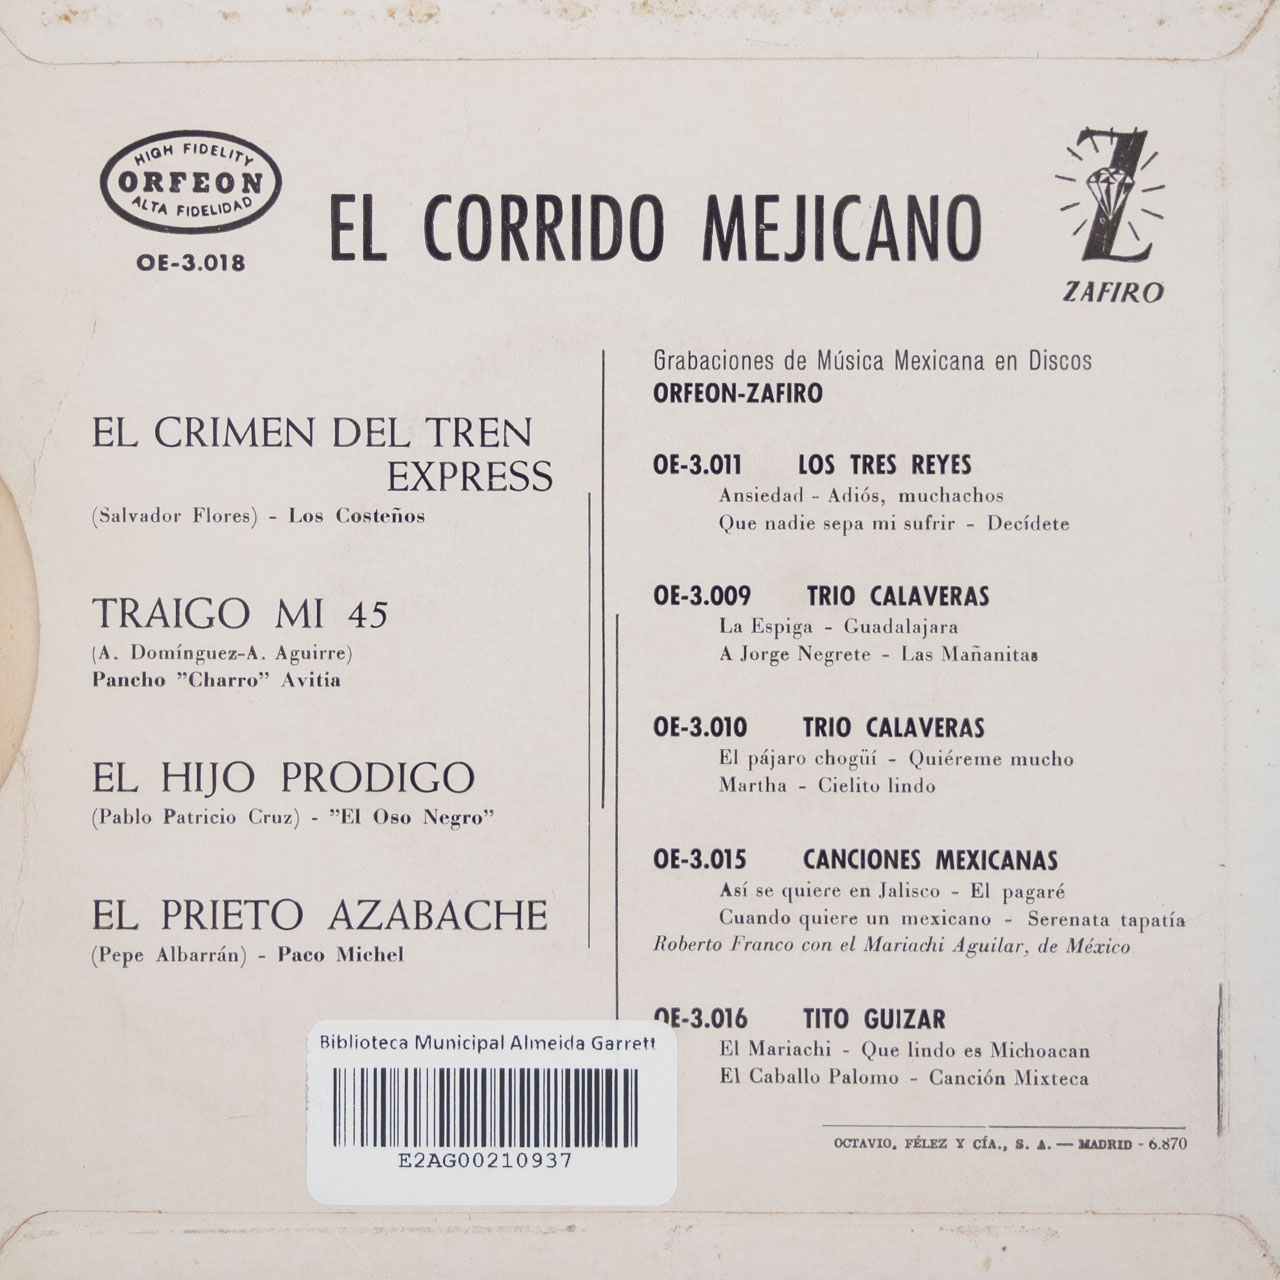 HIGH FIDELITY
ORFEON
ALTA FIDELIDAD
OE-3.018
EL CORRIDO MEJICANO
ZAFIRO
EL CRIMEN DEL TREN
EXPRESS
(Salvador Flores) - Los Costeños
TRAIGO MI 45
(A. Domínguez-A. Aguirre)
Pancho ”Charro” Avitia
EL HIJO PRODIGO
(Pablo Patricio Cruz) - ”El Oso Negro”
EL PRIETO AZABACHE
(Pepe Albarrán) - Paco Michel
Grabaciones de Música Mexicana en Discos
ORFEON-ZAFIRO
OE-3.011 LOS TRES REYES
Ansiedad - Adiós, muchachos
Que nadie sepa mi sufrir - Decídete
OE-3.009 TRIO CALAVERAS
La Espiga - Guadalajara
A Jorge Negrete - Las Mañanitas
OE-3.010 TRIO CALAVERAS
El pájaro chogüí - Quiéreme mucho
Martha - Cielito lindo
OE-3.015 CANCIONES MEXICANAS
Así se quiere en Jalisco - El pagaré
Cuando quiere un mexicano - Serenata tapatía
Roberto Franco con el Mariachi Aguilar, de México
OE-3.016 TITO GUIZAR
El Mariachi - Que lindo es Michoacan
El Caballo Palomo - Canción Mixteca
OCTAVIO, FÉLEZ Y CÍA., S. A. — MADRID - 6.870
Biblioteca Municipal Almeida Garrett
E2AG00210937